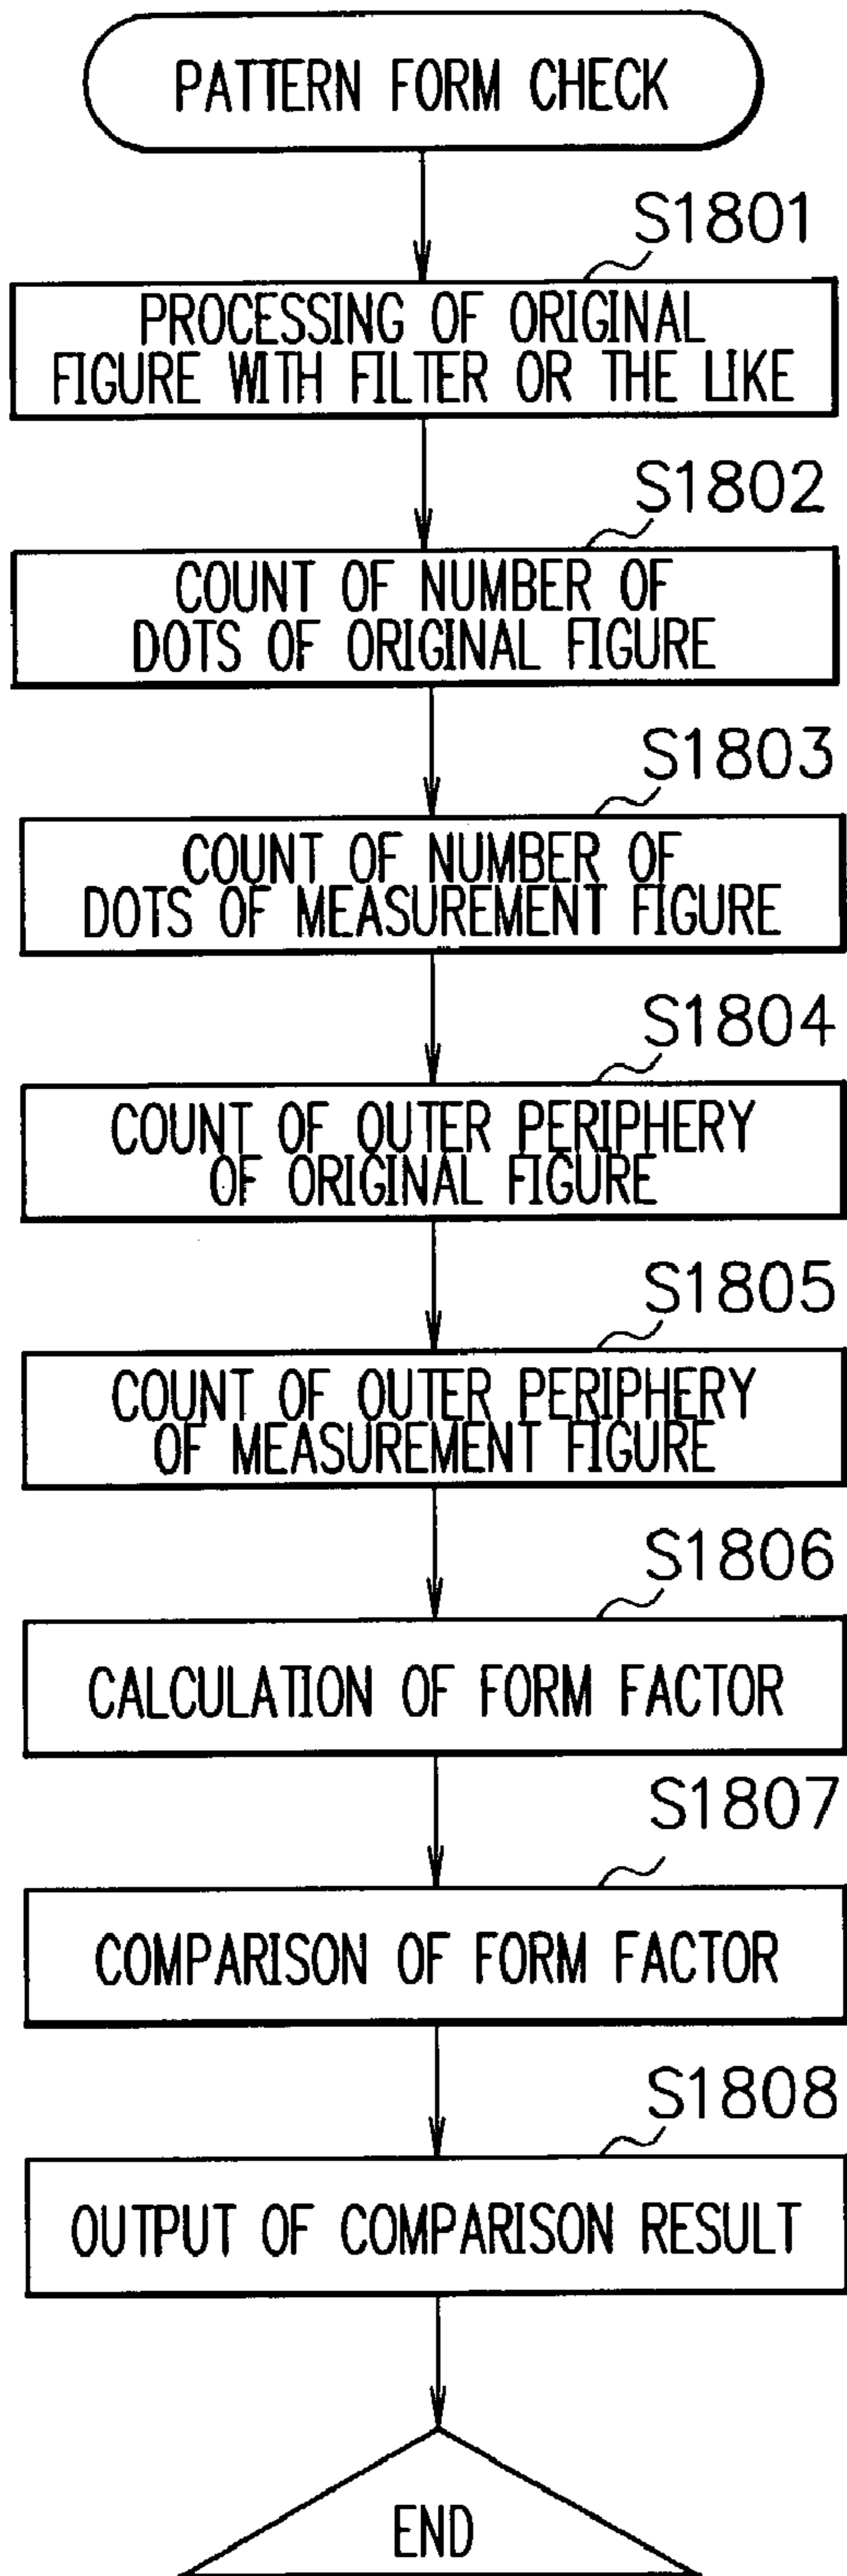 PATTERN FORM CHECK
S1801
PROCESSING OF ORIGINAL
FIGURE WITH FILTER OR THE LIKE
S1802
COUNT OF NUMBER OF
DOTS OF ORIGINAL FIGURE
S1803
COUNT OF NUMBER OF
DOTS OF MEASUREMENT FIGURE
S1804
COUNT OF OUTER PERIPHERY
OF ORIGINAL FIGURE
S1805
COUNT OF OUTER PERIPHERY
OF MEASUREMENT FIGURE
S1806
CALCULATION OF FORM FACTOR
S1807
COMPARISON OF FORM FACTOR
S1808
OUTPUT OF COMPARISON RESULT
END